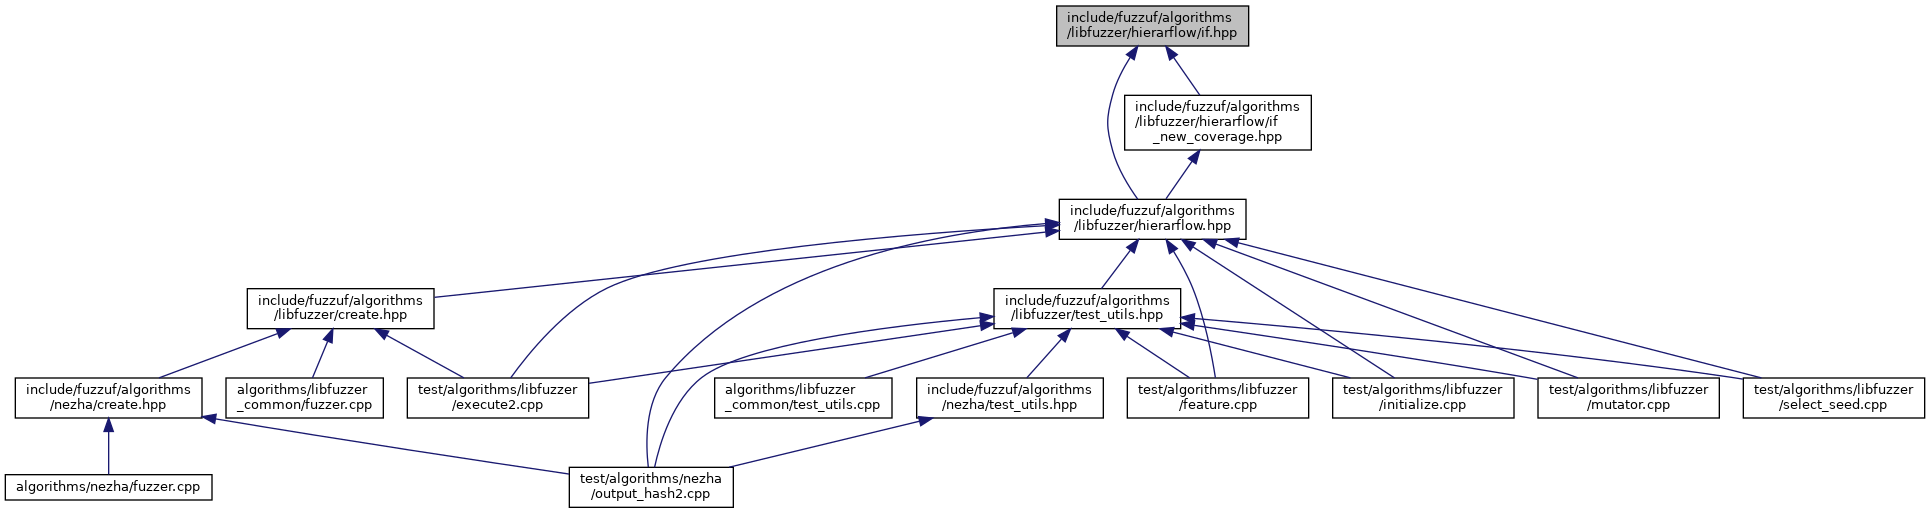 include/fuzzuf/algorithms
/libfuzzer/hierarflow/if.hpp
include/fuzzuf/algorithms
/libfuzzer/hierarflow/if
_new_coverage.hpp
include/fuzzuf/algorithms
/libfuzzer/hierarflow.hpp
include/fuzzuf/algorithms
/libfuzzer/create.hpp
include/fuzzuf/algorithms
/libfuzzer/test_utils.hpp
include/fuzzuf/algorithms
/nezha/create.hpp
algorithms/libfuzzer
_common/fuzzer.cpp
test/algorithms/libfuzzer
/execute2.cpp
algorithms/libfuzzer
_common/test_utils.cpp
include/fuzzuf/algorithms
/nezha/test_utils.hpp
test/algorithms/libfuzzer
/feature.cpp
test/algorithms/libfuzzer
/initialize.cpp
test/algorithms/libfuzzer
/mutator.cpp
test/algorithms/libfuzzer
/select_seed.cpp
algorithms/nezha/fuzzer.cpp
test/algorithms/nezha
/output_hash2.cpp